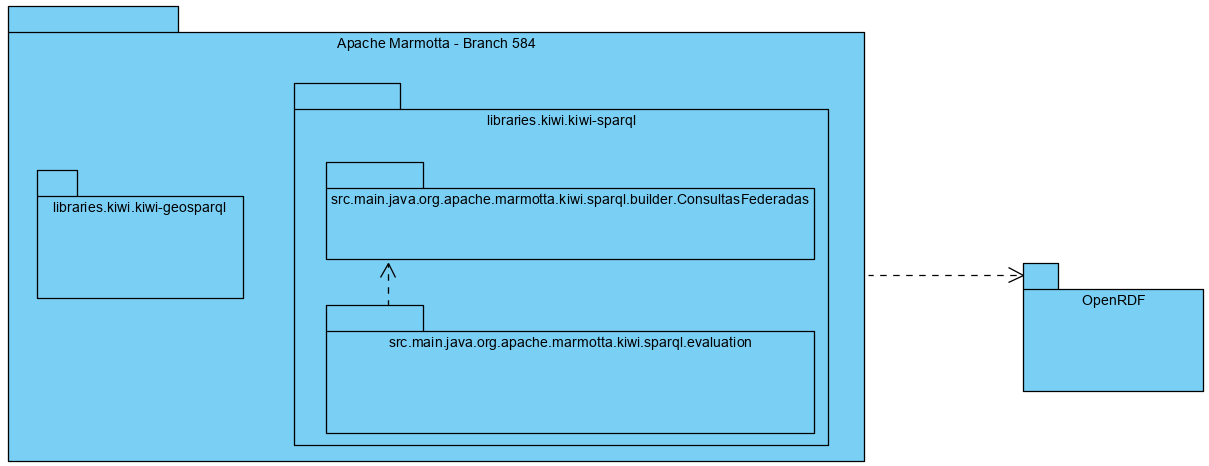 Apache Marmotta - Branch 584
libraries.kiwi.kiwi-sparql
src.main.java.org.apache.marmotta.kiwi.sparql.builder.ConsultasFederadas
libraries.kiwi.kiwi-geosparql
OpenRDF
src.main.java.org.apache.marmotta.kiwi.sparql.evaluation